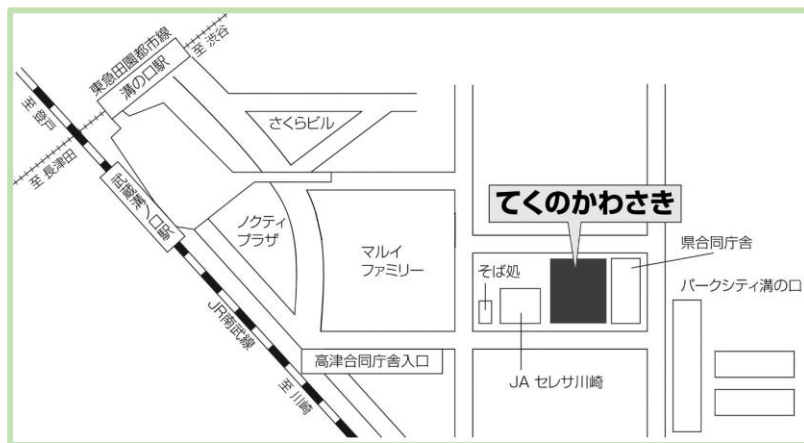 東急田園都市線
溝の口駅
至 渋谷
至 登戸
至 長津田
武蔵溝ノ口駅
さくらビル
ノクティ
プラザ
マルイ
ファミリー
てくのかわさき
県合同庁舎
そば処
パークシティ溝の口
JR南武線
高津合同庁舎入口
JA セレサ川崎
至 川崎